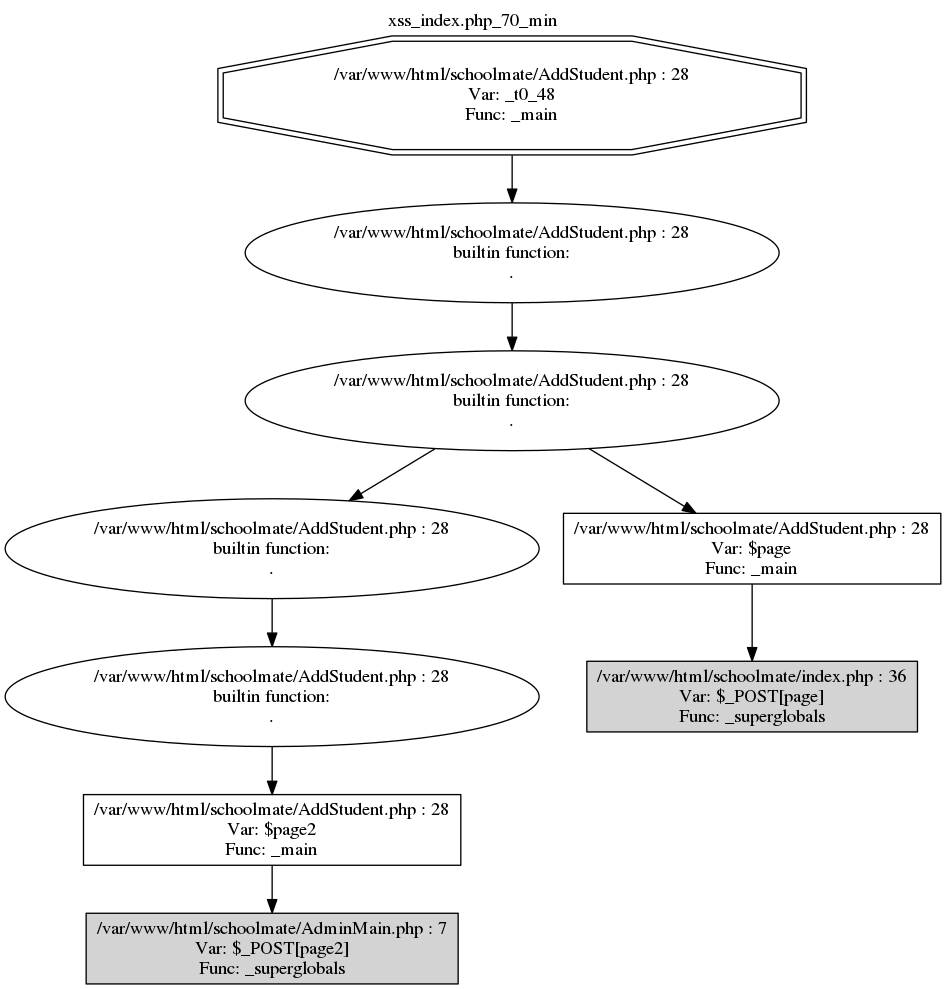 xss_index.php_70_min
/var/www/html/schoolmate/AddStudent.php : 28
Var: _t0_48
Func: _main
/var/www/html/schoolmate/AddStudent.php : 28
builtin function:
.
/var/www/html/schoolmate/AddStudent.php : 28
builtin function:
.
/var/www/html/schoolmate/AddStudent.php : 28
builtin function:
.
/var/www/html/schoolmate/AddStudent.php : 28
Var: $page
Func: _main
/var/www/html/schoolmate/AddStudent.php : 28
builtin function:
.
/var/www/html/schoolmate/index.php : 36
Var: $_POST[page]
Func: _superglobals
/var/www/html/schoolmate/AddStudent.php : 28
Var: $page2
Func: _main
/var/www/html/schoolmate/AdminMain.php : 7
Var: $_POST[page2]
Func: _superglobals